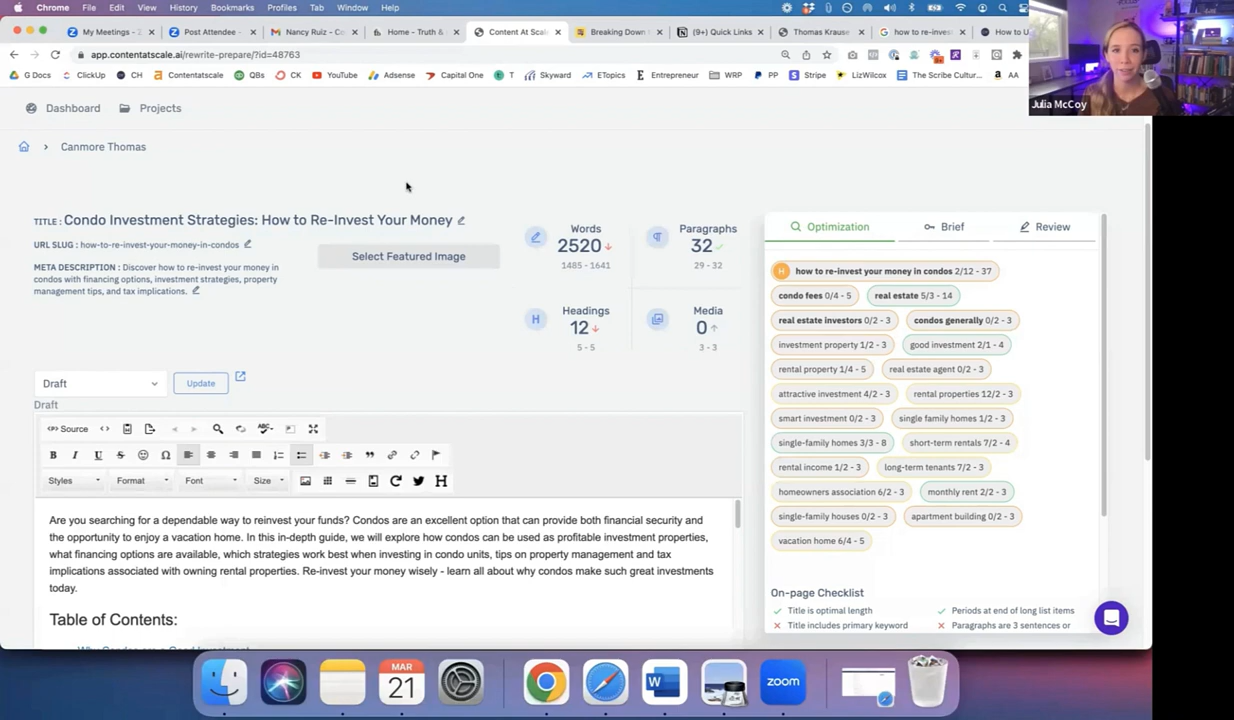 Chrome File Edit View History Bookmarks Profiles Tab Window Help
My Meetings - Post Attendee - Nancy Ruiz - Co Home - Truth & Content At Scal Breaking Down (9+) Quick Links Thomas Krause how to re-inves How to U
app.contentatscale.ai/rewrite-prepare/?id=48763
G Docs ClickUp CH Contentatscale QBs CK YouTube Adsense Capital One T Skyward ETopics Entrepreneur WRP PP Stripe LizWilcox The Scribe Cultur... AA
Julia McCoy
Dashboard Projects
Canmore Thomas
TITLE : Condo Investment Strategies: How to Re-Invest Your Money
URL SLUG : how-to-re-invest-your-money-in-condos
META DESCRIPTION : Discover how to re-invest your money in
condos with financing options, investment strategies, property
management tips, and tax implications.
Select Featured Image
Words
2520
1485 - 1641
Paragraphs
32
29 - 32
H
Headings
12
5 - 5
Media
0
3 - 3
Optimization Brief Review
H how to re-invest your money in condos 2/12 - 37
condo fees 0/4 - 5 real estate 5/3 - 14
real estate investors 0/2 - 3 condos generally 0/2 - 3
investment property 1/2 - 3 good investment 2/1 - 4
rental property 1/4 - 5 real estate agent 0/2 - 3
attractive investment 4/2 - 3 rental properties 12/2 - 3
smart investment 0/2 - 3 single family homes 1/2 - 3
single-family homes 3/3 - 8 short-term rentals 7/2 - 4
rental income 1/2 - 3 long-term tenants 7/2 - 3
homeowners association 6/2 - 3 monthly rent 2/2 - 3
single-family houses 0/2 - 3 apartment building 0/2 - 3
vacation home 6/4 - 5
On-page Checklist
Title is optimal length Periods at end of long list items
Title includes primary keyword Paragraphs are 3 sentences or
Draft
Update
Draft
Source
ABC
B I U S Ω
Styles Format Font Size H
Are you searching for a dependable way to reinvest your funds? Condos are an excellent option that can provide both financial security and
the opportunity to enjoy a vacation home. In this in-depth guide, we will explore how condos can be used as profitable investment properties,
what financing options are available, which strategies work best when investing in condo units, tips on property management and tax
implications associated with owning rental properties. Re-invest your money wisely - learn all about why condos make such great investments
today.
Table of Contents:
Why Condos are a Good Investment
MAR
21
W
zoom